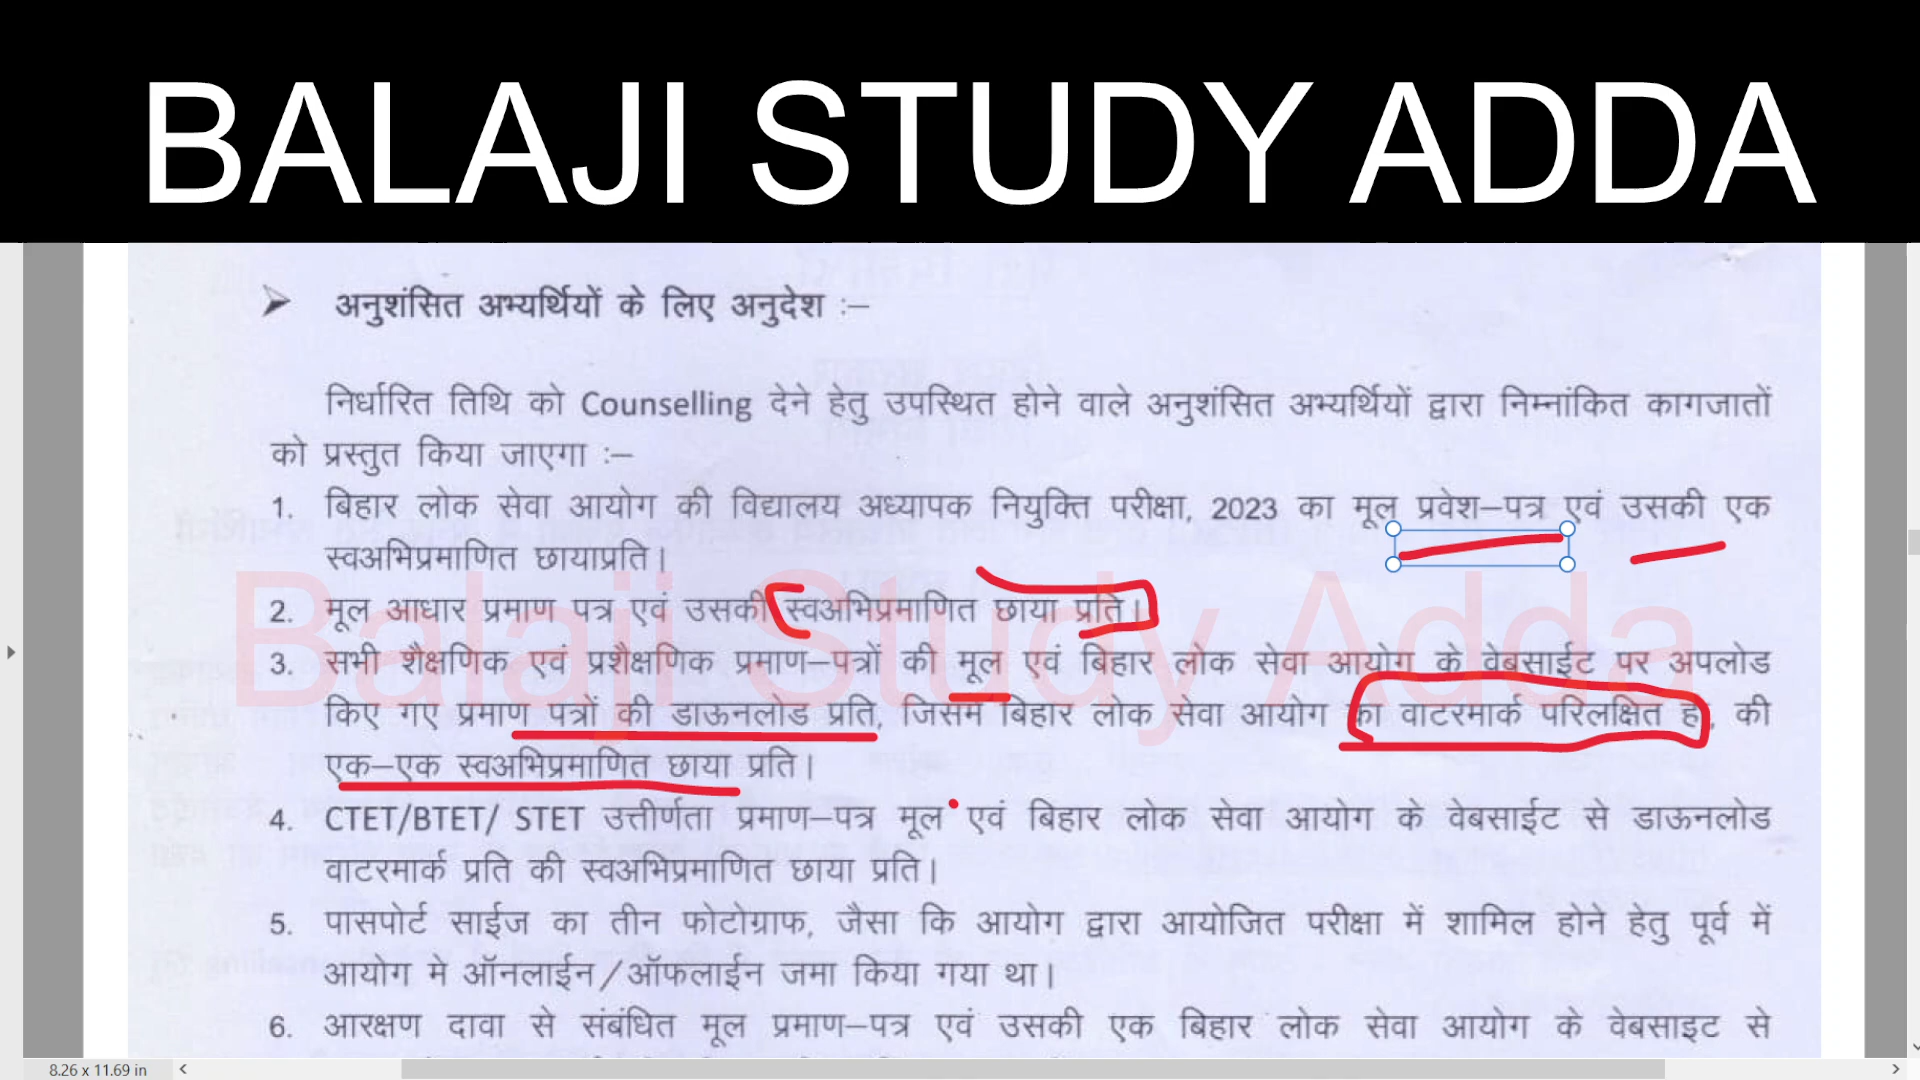 BALAJI STUDY ADDA
➢ अनुशंसित अभ्यर्थियों के लिए अनुदेश :–
निर्धारित तिथि को Counselling देने हेतु उपस्थित होने वाले अनुशंसित अभ्यर्थियों द्वारा निम्नांकित कागजातों
को प्रस्तुत किया जाएगा :–
1. बिहार लोक सेवा आयोग की विद्यालय अध्यापक नियुक्ति परीक्षा, 2023 का मूल प्रवेश–पत्र एवं उसकी एक
स्वअभिप्रमाणित छायाप्रति।
2. मूल आधार प्रमाण पत्र एवं उसकी स्वअभिप्रमाणित छाया प्रति।
3. सभी शैक्षणिक एवं प्रशैक्षणिक प्रमाण–पत्रों की मूल एवं बिहार लोक सेवा आयोग के वेबसाईट पर अपलोड
किए गए प्रमाण पत्रों की डाऊनलोड प्रति, जिसमें बिहार लोक सेवा आयोग का वाटरमार्क परिलक्षित हो, की
एक–एक स्वअभिप्रमाणित छाया प्रति।
4. CTET/BTET/ STET उत्तीर्णता प्रमाण–पत्र मूल एवं बिहार लोक सेवा आयोग के वेबसाईट से डाऊनलोड
वाटरमार्क प्रति की स्वअभिप्रमाणित छाया प्रति।
5. पासपोर्ट साईज का तीन फोटोग्राफ, जैसा कि आयोग द्वारा आयोजित परीक्षा में शामिल होने हेतु पूर्व में
आयोग मे ऑनलाईन/ऑफलाईन जमा किया गया था।
6. आरक्षण दावा से संबंधित मूल प्रमाण–पत्र एवं उसकी एक बिहार लोक सेवा आयोग के वेबसाइट से
Balaji Study Adda
8.26 x 11.69 in